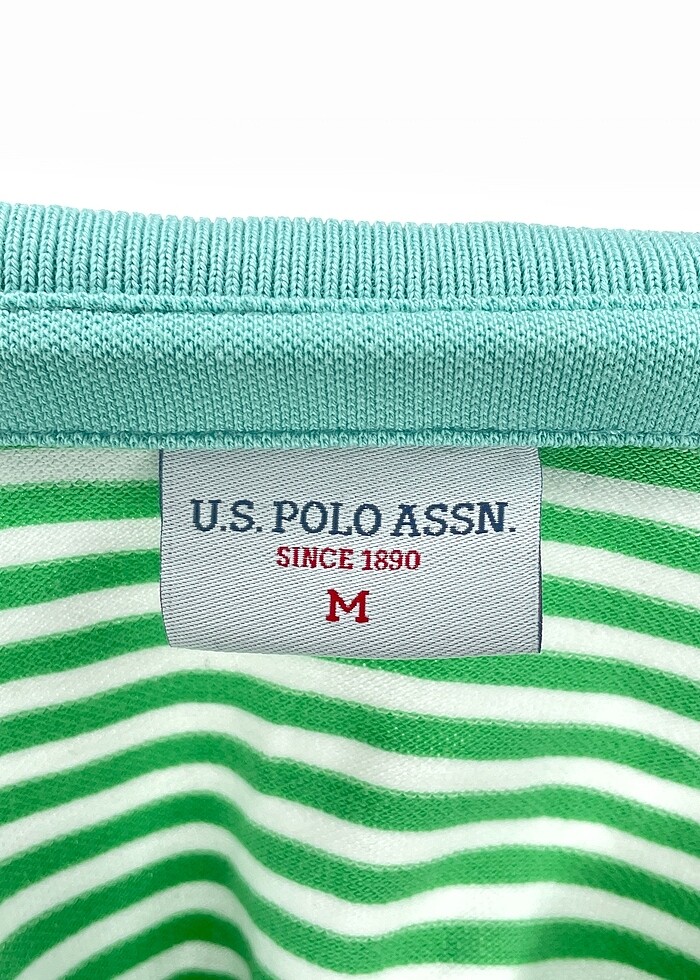 U.S. POLO ASSN.
SINCE 1890
M